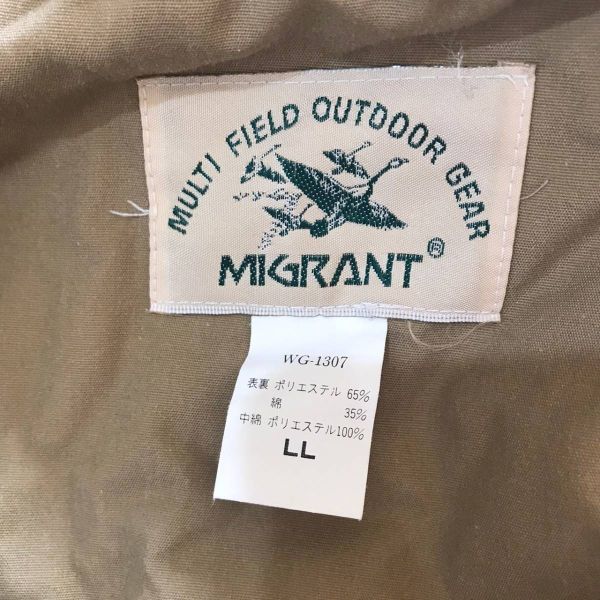 MULTI FIELD OUTDOOR GEAR
MIGRANT®
WG-1307
表裏 ポリエステル 65%
綿 35%
中綿 ポリエステル100%
LL